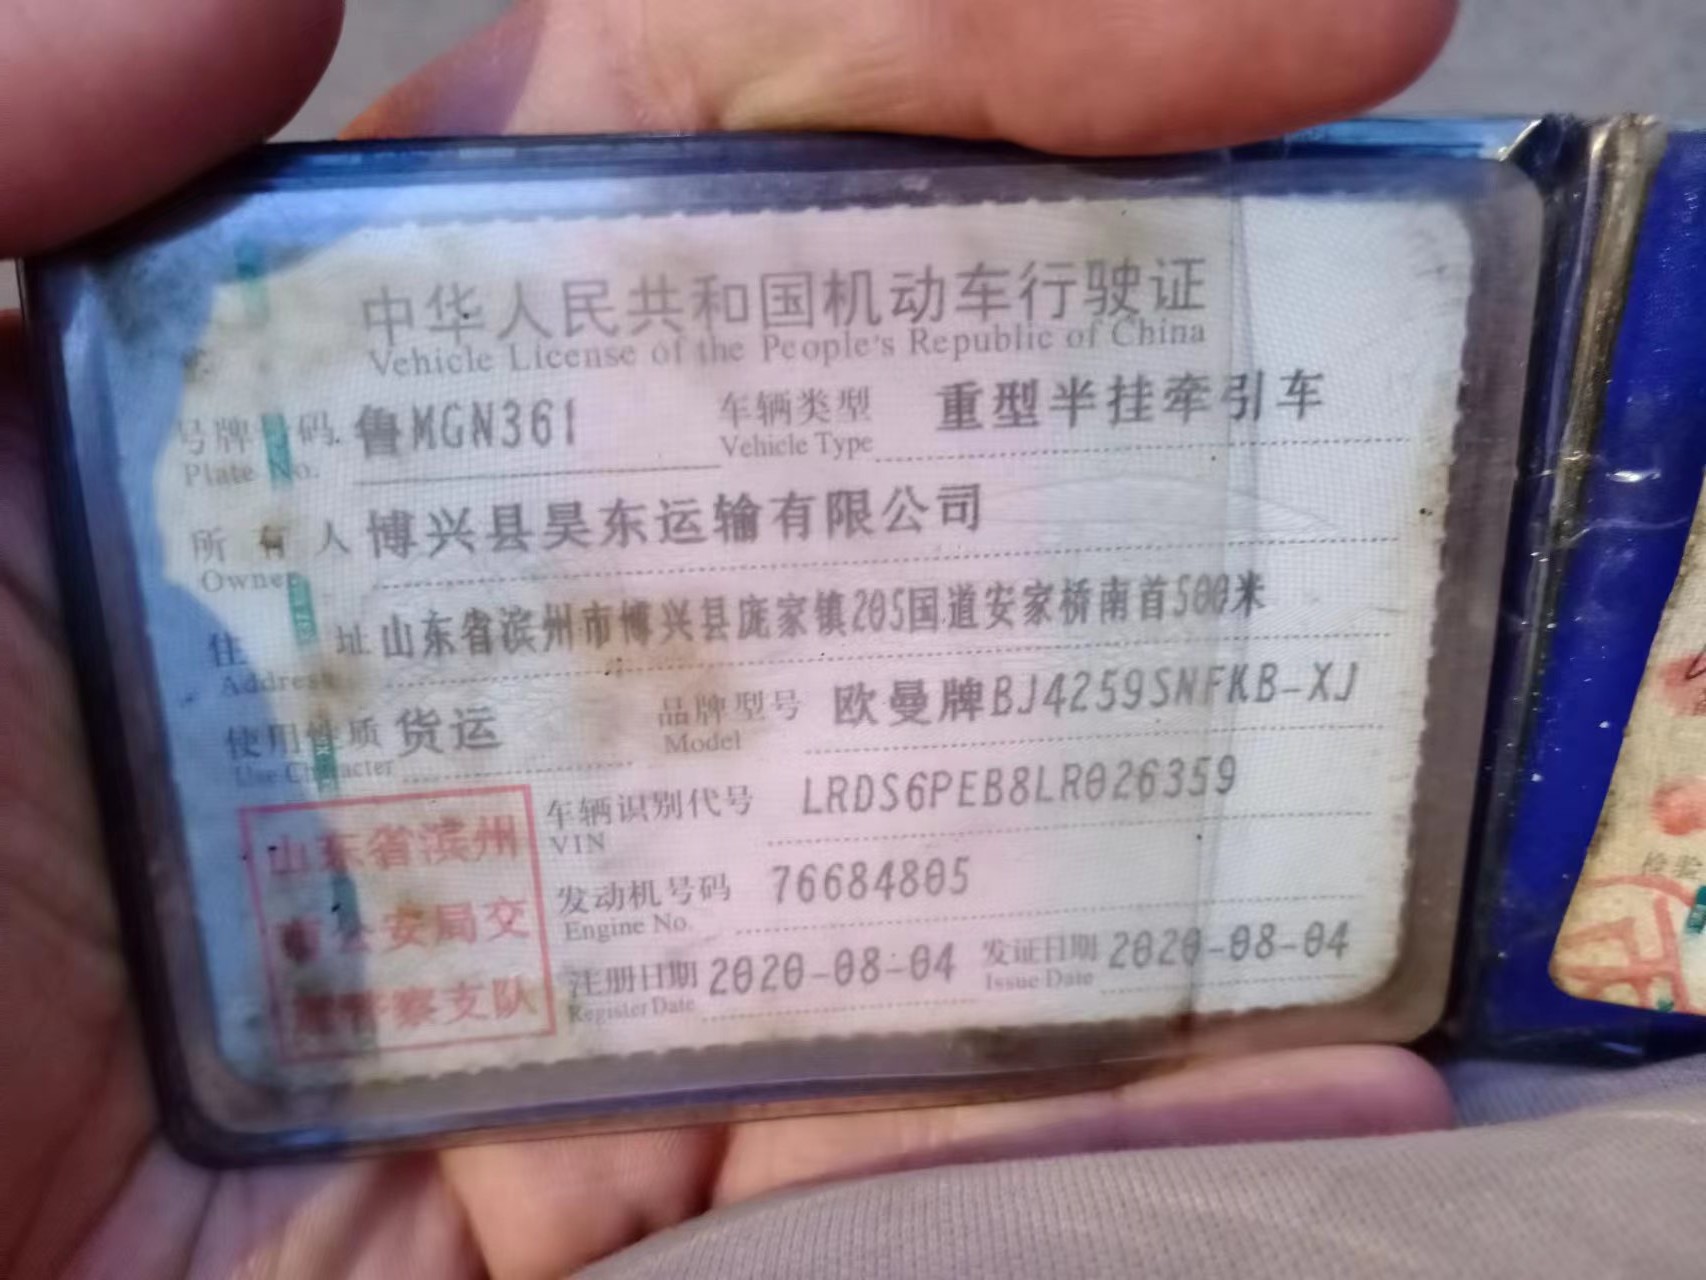 中华人民共和国机动车行驶证
Vehicle License of the People's Republic of China
号牌号码 鲁MGN361 车辆类型 重型半挂牵引车
Plate No. Vehicle Type
所有人 博兴县昊东运输有限公司
Owner
住址 山东省滨州市博兴县庞家镇205国道安家桥南首500米
Address
使用性质 货运 品牌型号 欧曼牌BJ4259SNFKB-XJ
Use Character Model
山东省滨州
市公安局交
通警察支队
车辆识别代号 LRDS6PEB8LR026359
VIN
发动机号码 76684805
Engine No.
注册日期 2020-08-04 发证日期 2020-08-04
Register Date Issue Date
检验